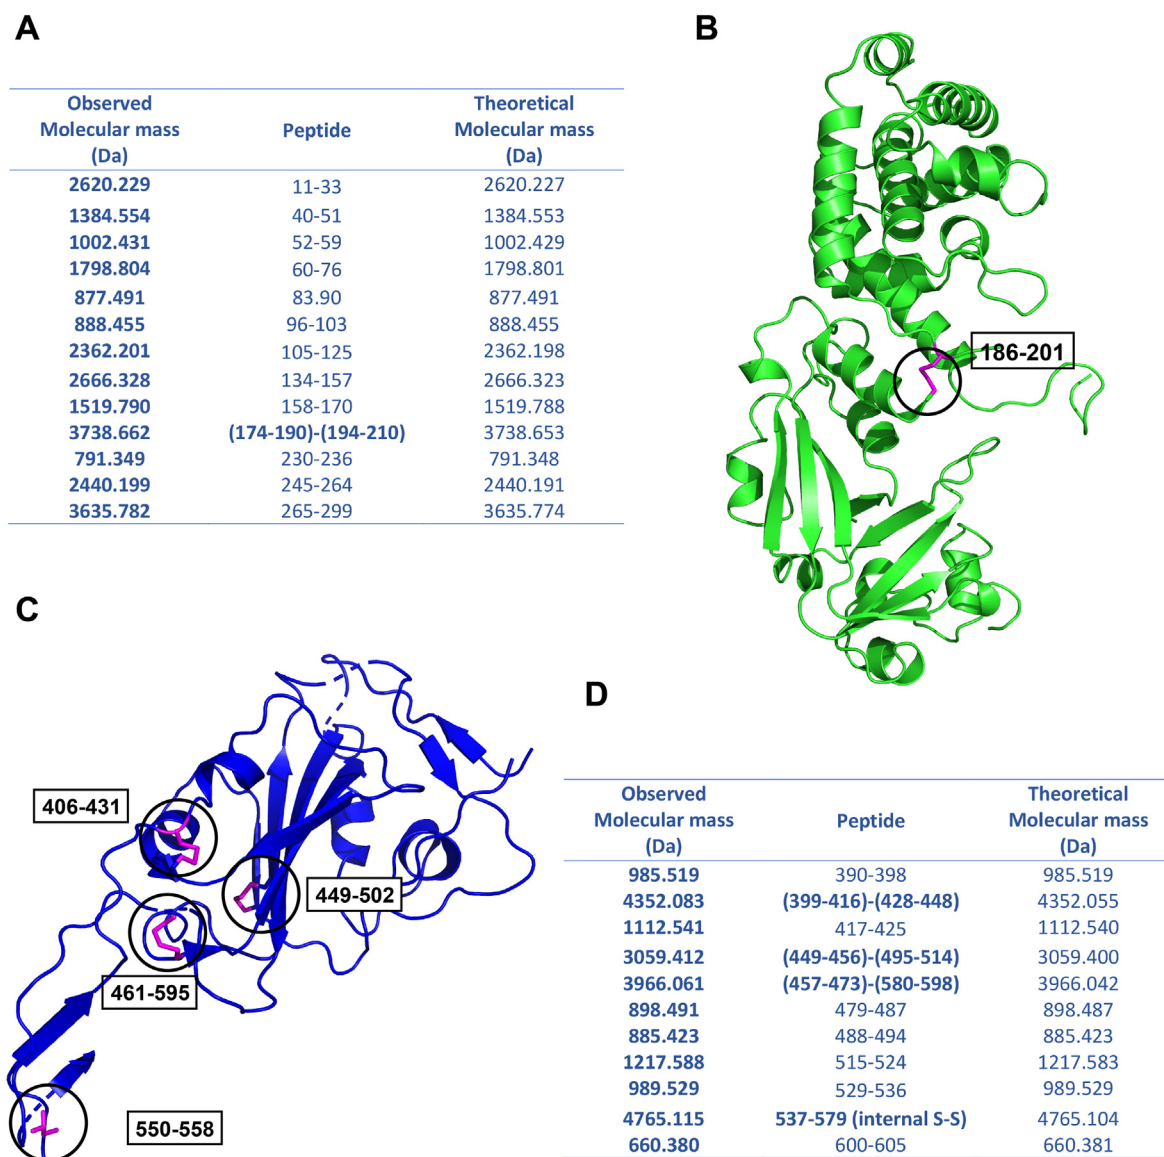 A
Observed Molecular mass (Da) Peptide Theoretical Molecular mass (Da)
2620.229 11-33 2620.227
1384.554 40-51 1384.553
1002.431 52-59 1002.429
1798.804 60-76 1798.801
877.491 83.90 877.491
888.455 96-103 888.455
2362.201 105-125 2362.198
2666.328 134-157 2666.323
1519.790 158-170 1519.788
3738.662 (174-190)-(194-210) 3738.653
791.349 230-236 791.348
2440.199 245-264 2440.191
3635.782 265-299 3635.774
B
186-201
C
406-431
449-502
461-595
550-558
D
Observed Molecular mass (Da) Peptide Theoretical Molecular mass (Da)
985.519 390-398 985.519
4352.083 (399-416)-(428-448) 4352.055
1112.541 417-425 1112.540
3059.412 (449-456)-(495-514) 3059.400
3966.061 (457-473)-(580-598) 3966.042
898.491 479-487 898.487
885.423 488-494 885.423
1217.588 515-524 1217.583
989.529 529-536 989.529
4765.115 537-579 (internal S-S) 4765.104
660.380 600-605 660.381